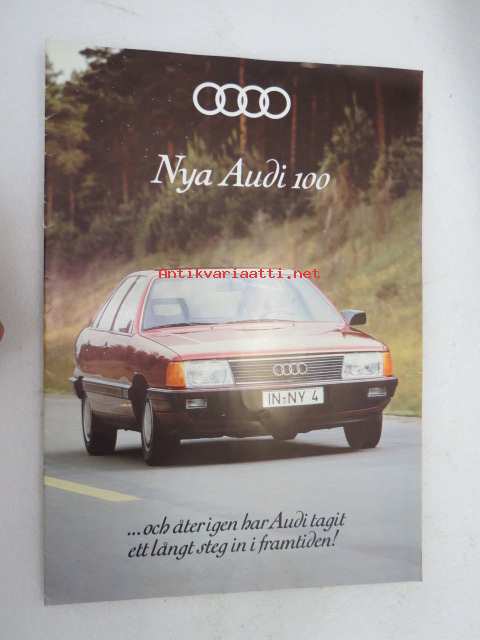 Nya Audi 100
Antikvariaatti.net
IN:NY 4
...och återigen har Audi tagit
ett långt steg in i framtiden!